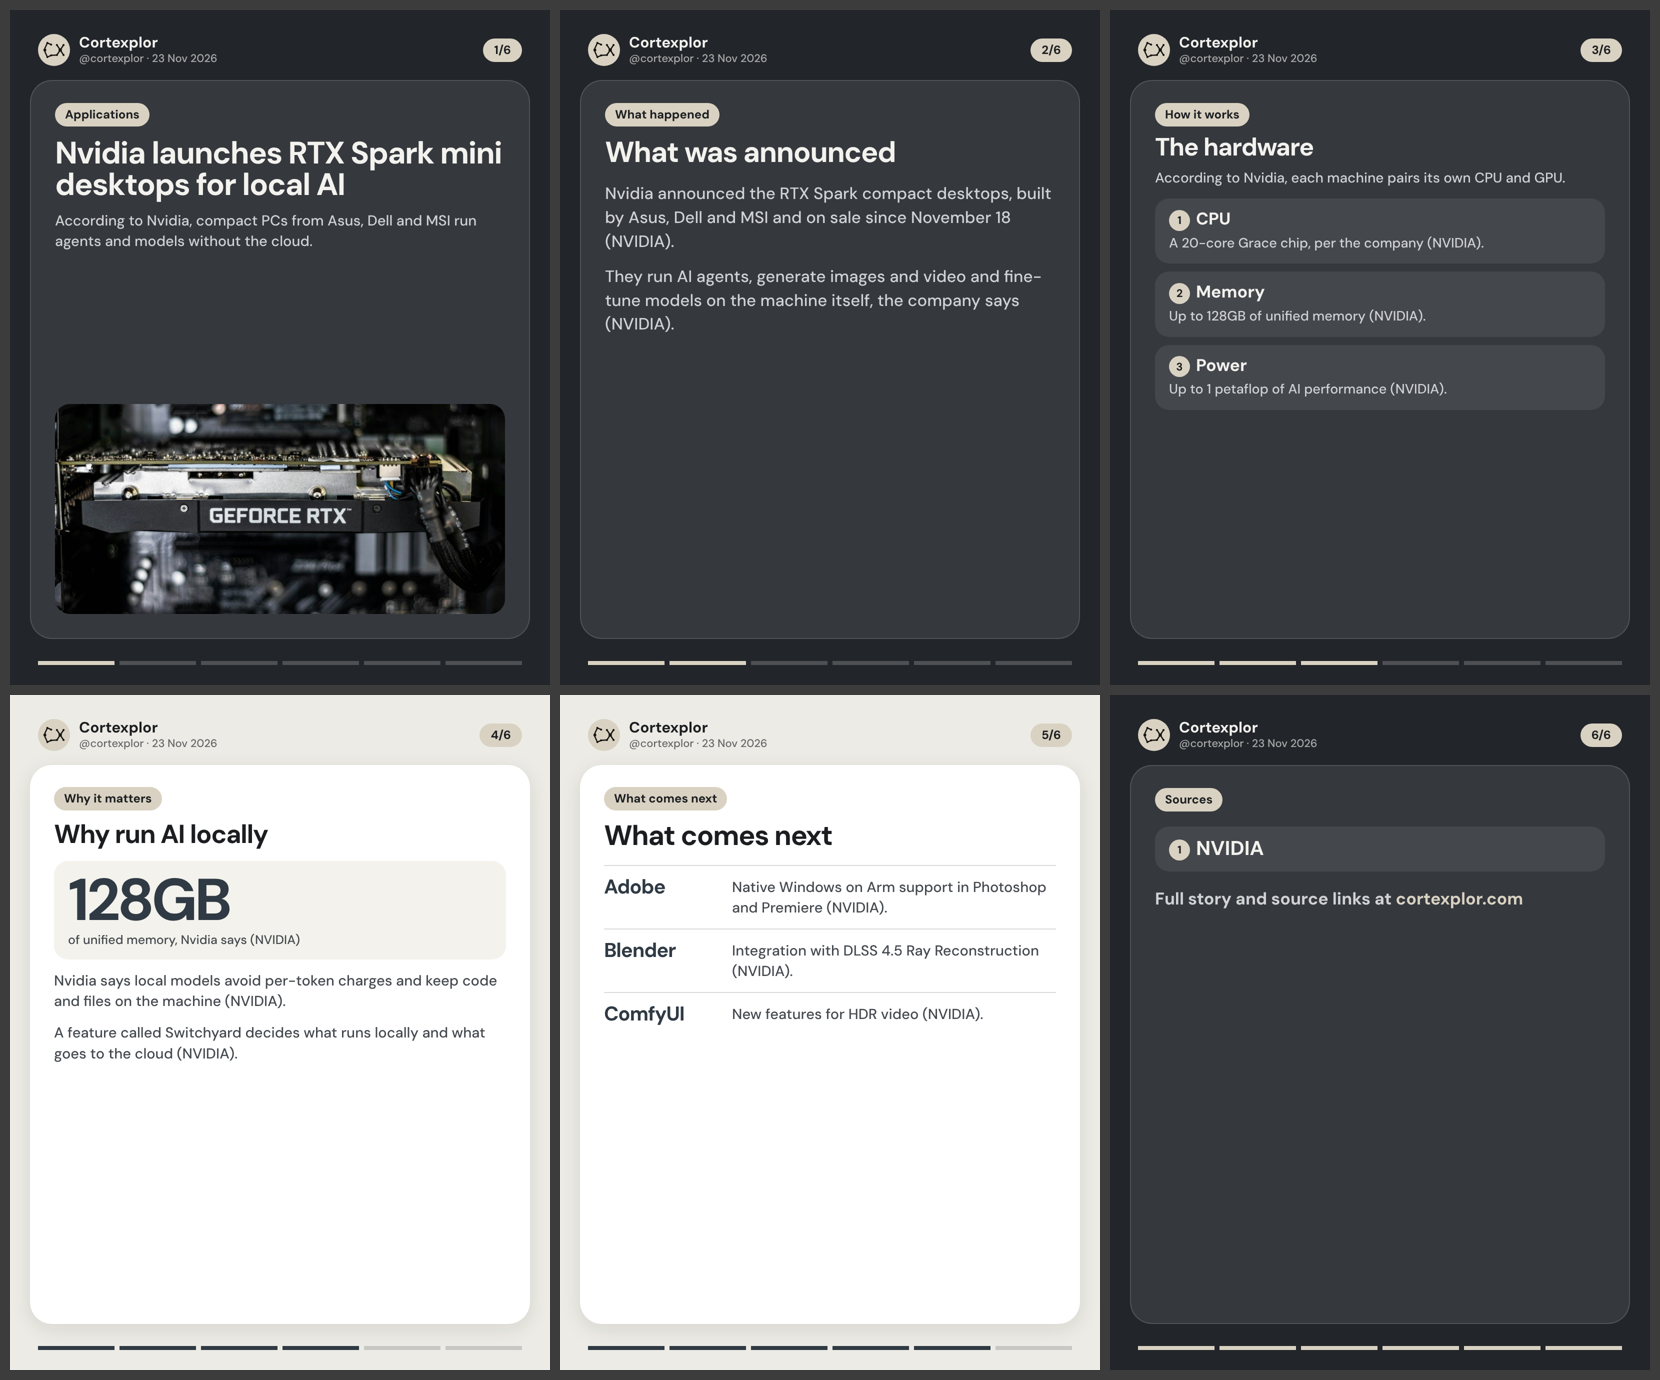 Cortexplor
@cortexplor · 23 Nov 2026
1/6
Applications
Nvidia launches RTX Spark mini
desktops for local AI
According to Nvidia, compact PCs from Asus, Dell and MSI run
agents and models without the cloud.
GEFORCE RTX™
Cortexplor
@cortexplor · 23 Nov 2026
2/6
What happened
What was announced
Nvidia announced the RTX Spark compact desktops, built
by Asus, Dell and MSI and on sale since November 18
(NVIDIA).
They run AI agents, generate images and video and fine-
tune models on the machine itself, the company says
(NVIDIA).
Cortexplor
@cortexplor · 23 Nov 2026
3/6
How it works
The hardware
According to Nvidia, each machine pairs its own CPU and GPU.
1 CPU
A 20-core Grace chip, per the company (NVIDIA).
2 Memory
Up to 128GB of unified memory (NVIDIA).
3 Power
Up to 1 petaflop of AI performance (NVIDIA).
Cortexplor
@cortexplor · 23 Nov 2026
4/6
Why it matters
Why run AI locally
128GB
of unified memory, Nvidia says (NVIDIA)
Nvidia says local models avoid per-token charges and keep code
and files on the machine (NVIDIA).
A feature called Switchyard decides what runs locally and what
goes to the cloud (NVIDIA).
Cortexplor
@cortexplor · 23 Nov 2026
5/6
What comes next
What comes next
Adobe
Native Windows on Arm support in Photoshop
and Premiere (NVIDIA).
Blender
Integration with DLSS 4.5 Ray Reconstruction
(NVIDIA).
ComfyUI
New features for HDR video (NVIDIA).
Cortexplor
@cortexplor · 23 Nov 2026
6/6
Sources
1 NVIDIA
Full story and source links at cortexplor.com